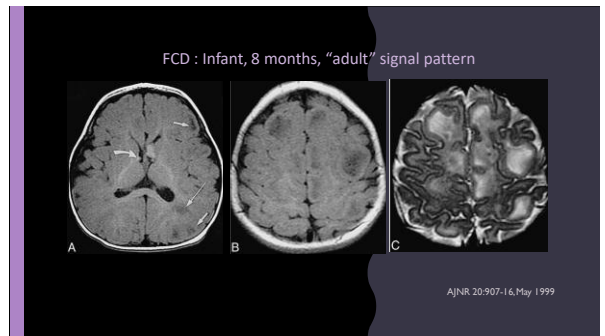 FCD : Infant, 8 months, “adult” signal pattern
A
B
C
AJNR 20:907-16, May 1999